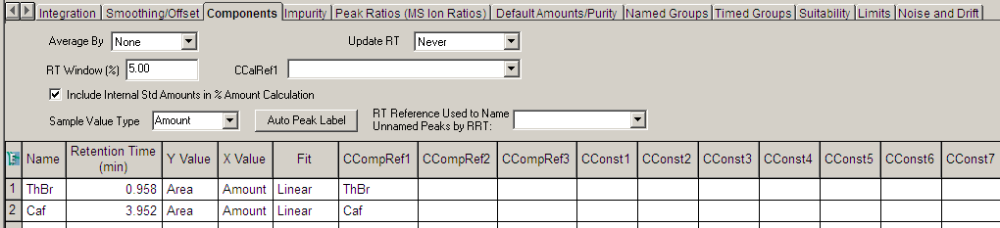 Integration Smoothing/Offset Components Impurity Peak Ratios (MS Ion Ratios) Default Amounts/Purity Named Groups Timed Groups Suitability Limits Noise and Drift
Average By None Update RT Never
RT Window (%) 5.00 CCalRef1
Include Internal Std Amounts in % Amount Calculation
Sample Value Type Amount Auto Peak Label RT Reference Used to Name
Unnamed Peaks by RRT:
Name Retention Time Y Value X Value Fit CCompRef1 CCompRef2 CCompRef3 CConst1 CConst2 CConst3 CConst4 CConst5 CConst6 CConst7
(min)
1 ThBr 0.958 Area Amount Linear ThBr
2 Caf 3.952 Area Amount Linear Caf